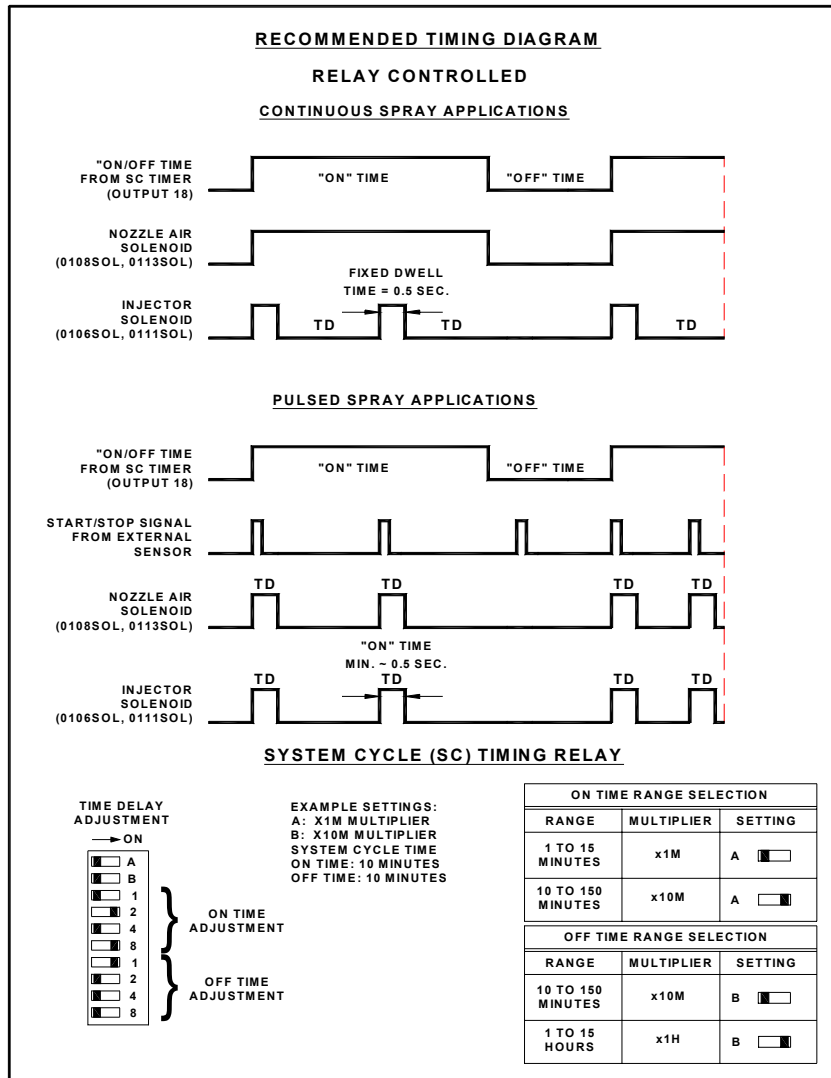 RECOMMENDED TIMING DIAGRAM
RELAY CONTROLLED
CONTINUOUS SPRAY APPLICATIONS
"ON/OFF TIME
FROM SC TIMER
(OUTPUT 18)
"ON" TIME
"OFF" TIME
NOZZLE AIR
SOLENOID
(0108SOL, 0113SOL)
FIXED DWELL
TIME = 0.5 SEC.
INJECTOR
SOLENOID
(0106SOL, 0111SOL)
TD
TD
TD
PULSED SPRAY APPLICATIONS
"ON/OFF TIME
FROM SC TIMER
(OUTPUT 18)
"ON" TIME
"OFF" TIME
START/STOP SIGNAL
FROM EXTERNAL
SENSOR
NOZZLE AIR
SOLENOID
(0108SOL, 0113SOL)
TD
TD
TD
TD
"ON" TIME
MIN. ~ 0.5 SEC.
INJECTOR
SOLENOID
(0106SOL, 0111SOL)
TD
TD
TD
TD
SYSTEM CYCLE (SC) TIMING RELAY
TIME DELAY
ADJUSTMENT
ON
A
B
1
2
4
8
1
2
4
8
ON TIME
ADJUSTMENT
OFF TIME
ADJUSTMENT
EXAMPLE SETTINGS:
A: X1M MULTIPLIER
B: X10M MULTIPLIER
SYSTEM CYCLE TIME
ON TIME: 10 MINUTES
OFF TIME: 10 MINUTES
ON TIME RANGE SELECTION
RANGE MULTIPLIER SETTING
1 TO 15
MINUTES x1M A
10 TO 150
MINUTES x10M A
OFF TIME RANGE SELECTION
RANGE MULTIPLIER SETTING
10 TO 150
MINUTES x10M B
1 TO 15
HOURS x1H B